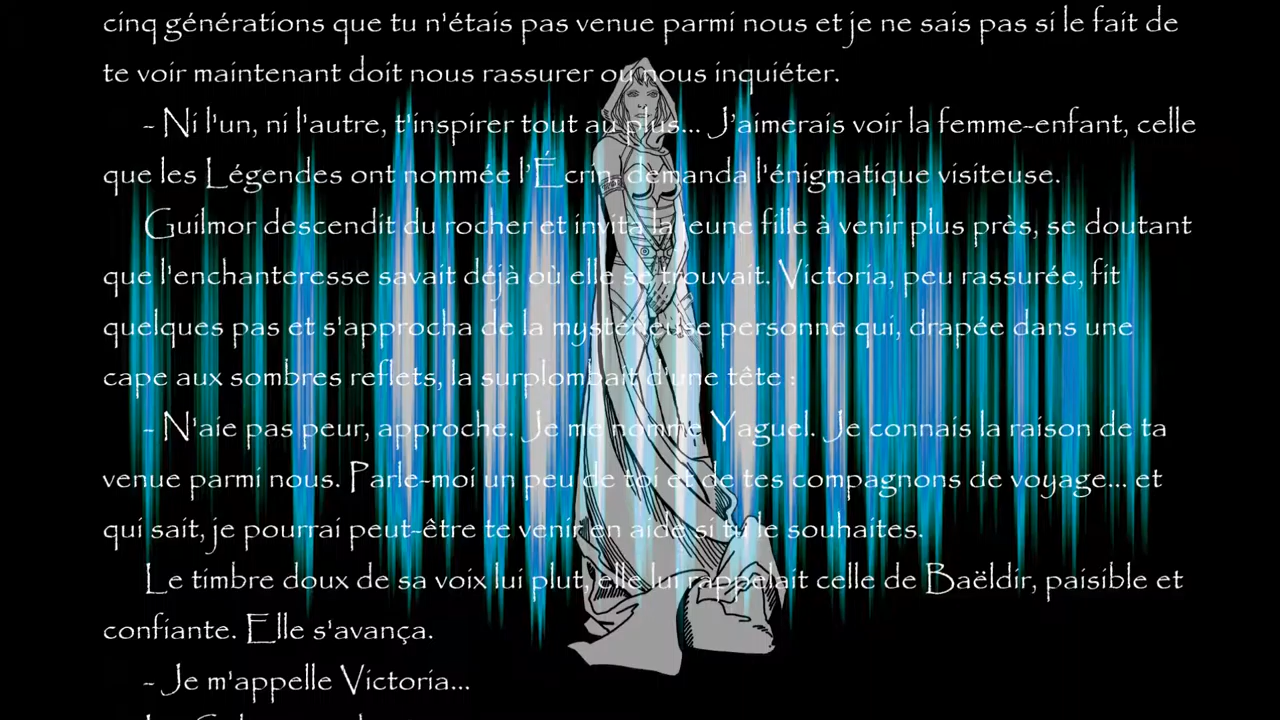 cinq générations que tu n'étais pas venue parmi nous et je ne sais pas si le fait de
te voir maintenant doit nous rassurer ou nous inquiéter.
- Ni l'un, ni l'autre, t'inspirer tout au plus... J'aimerais voir la femme-enfant, celle
que les Légendes ont nommée l'Écrin, demanda l'énigmatique visiteuse.
Guilmor descendit du rocher et invita la jeune fille à venir plus près, se doutant
que l'enchanteresse savait déjà où elle se trouvait. Victoria, peu rassurée, fit
quelques pas et s'approcha de la mystérieuse personne qui, drapée dans une
cape aux sombres reflets, la surplombait d'une tête :
- N'aie pas peur, approche. Je me nomme Yaguel. Je connais la raison de ta
venue parmi nous. Parle-moi un peu de toi et de tes compagnons de voyage... et
qui sait, je pourrai peut-être te venir en aide si tu le souhaites.
Le timbre doux de sa voix lui plut, elle lui rappelait celle de Baëldir, paisible et
confiante. Elle s'avança.
- Je m'appelle Victoria...